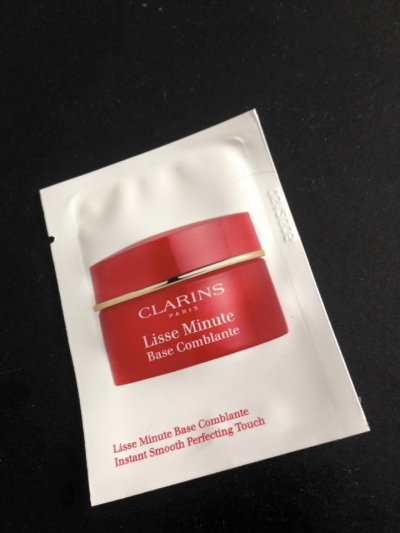 CLARINS
PARIS
Lisse Minute
Base Comblante
Lisse Minute Base Comblante
Instant Smooth Perfecting Touch